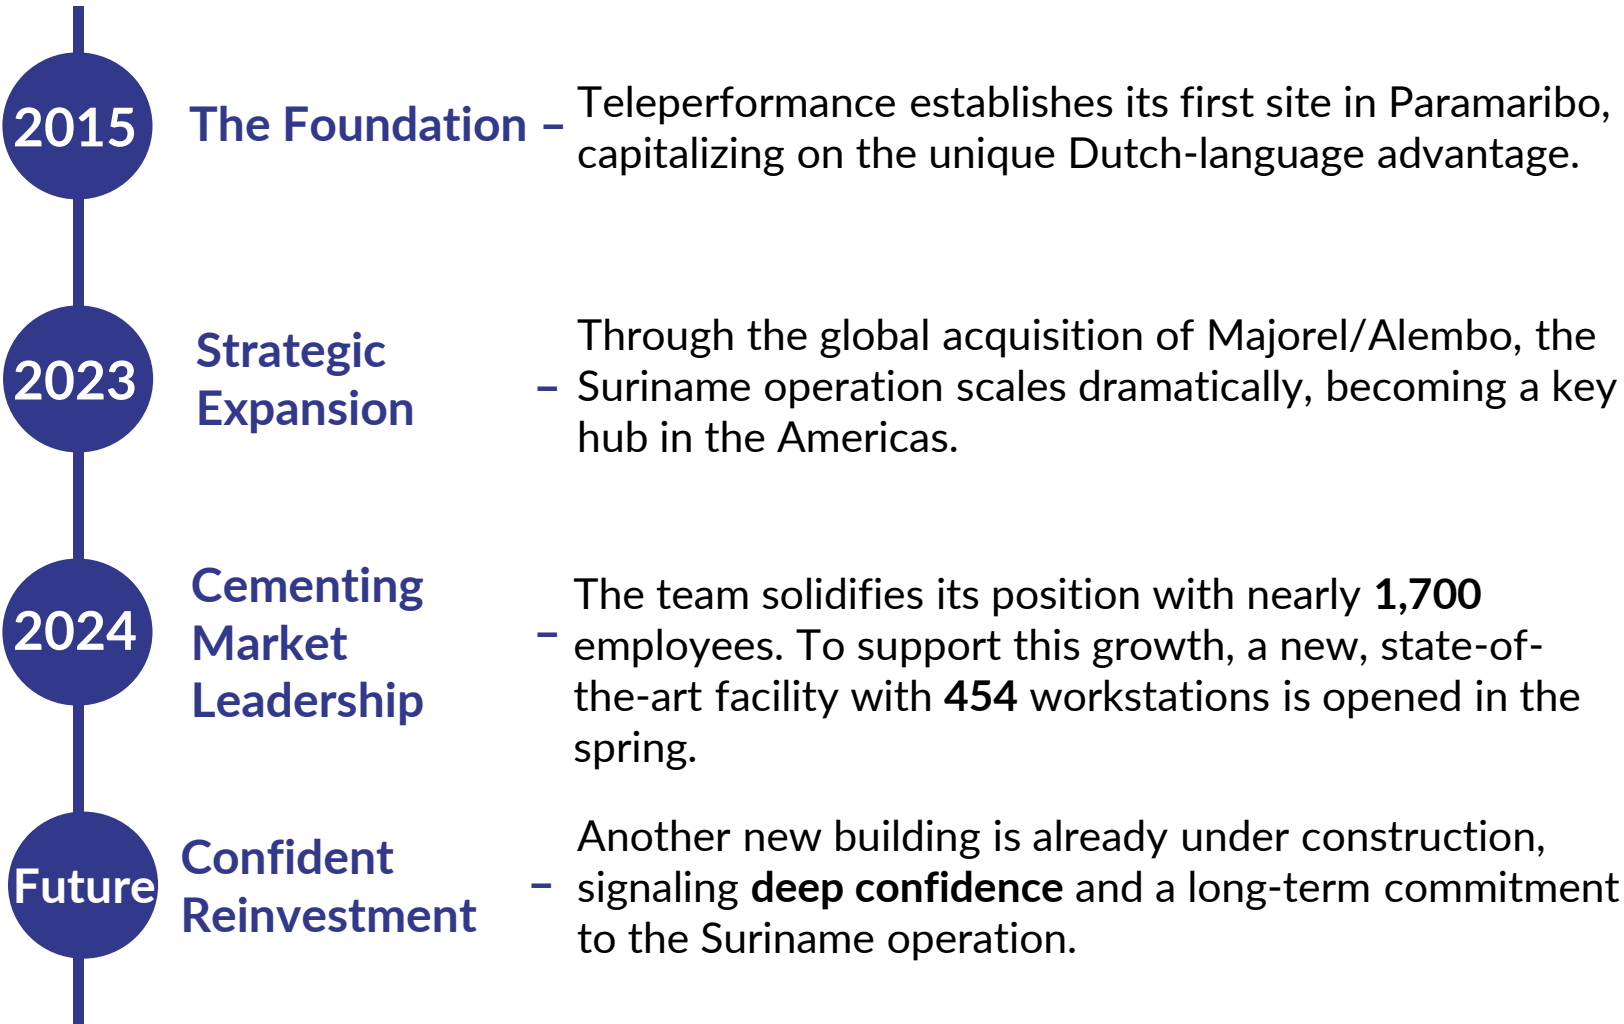 2015
The Foundation –
Teleperformance establishes its first site in Paramaribo,
capitalizing on the unique Dutch-language advantage.
2023
Strategic
Expansion
–
Through the global acquisition of Majorel/Alembo, the
Suriname operation scales dramatically, becoming a key
hub in the Americas.
2024
Cementing
Market
Leadership
–
The team solidifies its position with nearly 1,700
employees. To support this growth, a new, state-of-
the-art facility with 454 workstations is opened in the
spring.
Future
Confident
Reinvestment
–
Another new building is already under construction,
signaling deep confidence and a long-term commitment
to the Suriname operation.